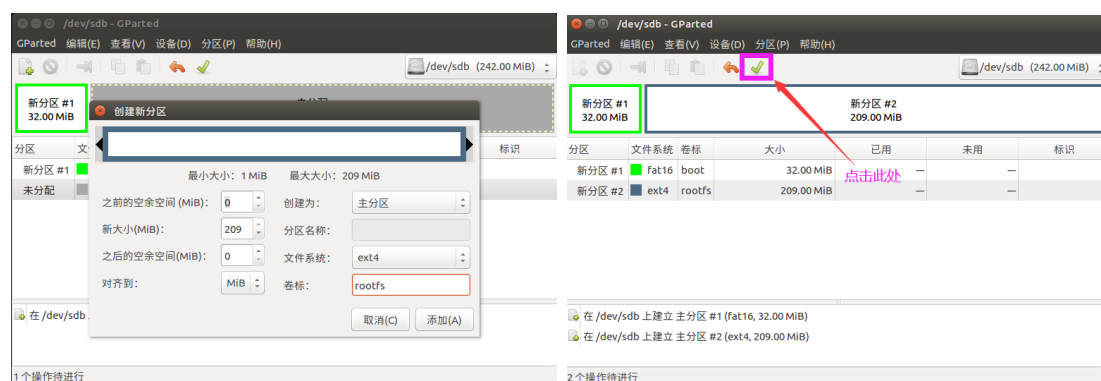 /dev/sdb - GParted
GParted 编辑(E) 查看(V) 设备(D) 分区(P) 帮助(H)
/dev/sdb (242.00 MiB)
新分区 #1
32.00 MiB
创建新分区
分区
标识
新分区 #1
未分配
最小大小: 1 MiB 最大大小: 209 MiB
之前的空余空间 (MiB): 0 创建为: 主分区
新大小(MiB): 209 分区名称:
之后的空余空间(MiB): 0 文件系统: ext4
对齐到: MiB 卷标: rootfs
取消(C) 添加(A)
在 /dev/sdb
1 个操作待进行
/dev/sdb - GParted
GParted 编辑(E) 查看(V) 设备(D) 分区(P) 帮助(H)
/dev/sdb (242.00 MiB)
新分区 #1
32.00 MiB
新分区 #2
209.00 MiB
分区 文件系统 卷标 大小 已用 未用 标识
新分区 #1 fat16 boot 32.00 MiB — —
新分区 #2 ext4 rootfs 209.00 MiB — —
点击此处
在 /dev/sdb 上建立 主分区 #1 (fat16, 32.00 MiB)
在 /dev/sdb 上建立 主分区 #2 (ext4, 209.00 MiB)
2 个操作待进行